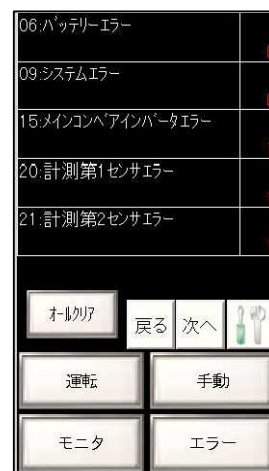 06:ﾊﾞｯﾃﾘｰエラー
09:システムエラー
15:ﾒｲﾝｺﾝﾍﾞｱｲﾝﾊﾞｰﾀエラー
20:計測第1センサエラー
21:計測第2センサエラー
ｵｰﾙｸﾘｱ
戻る 次へ
運転 手動
モニタ エラー